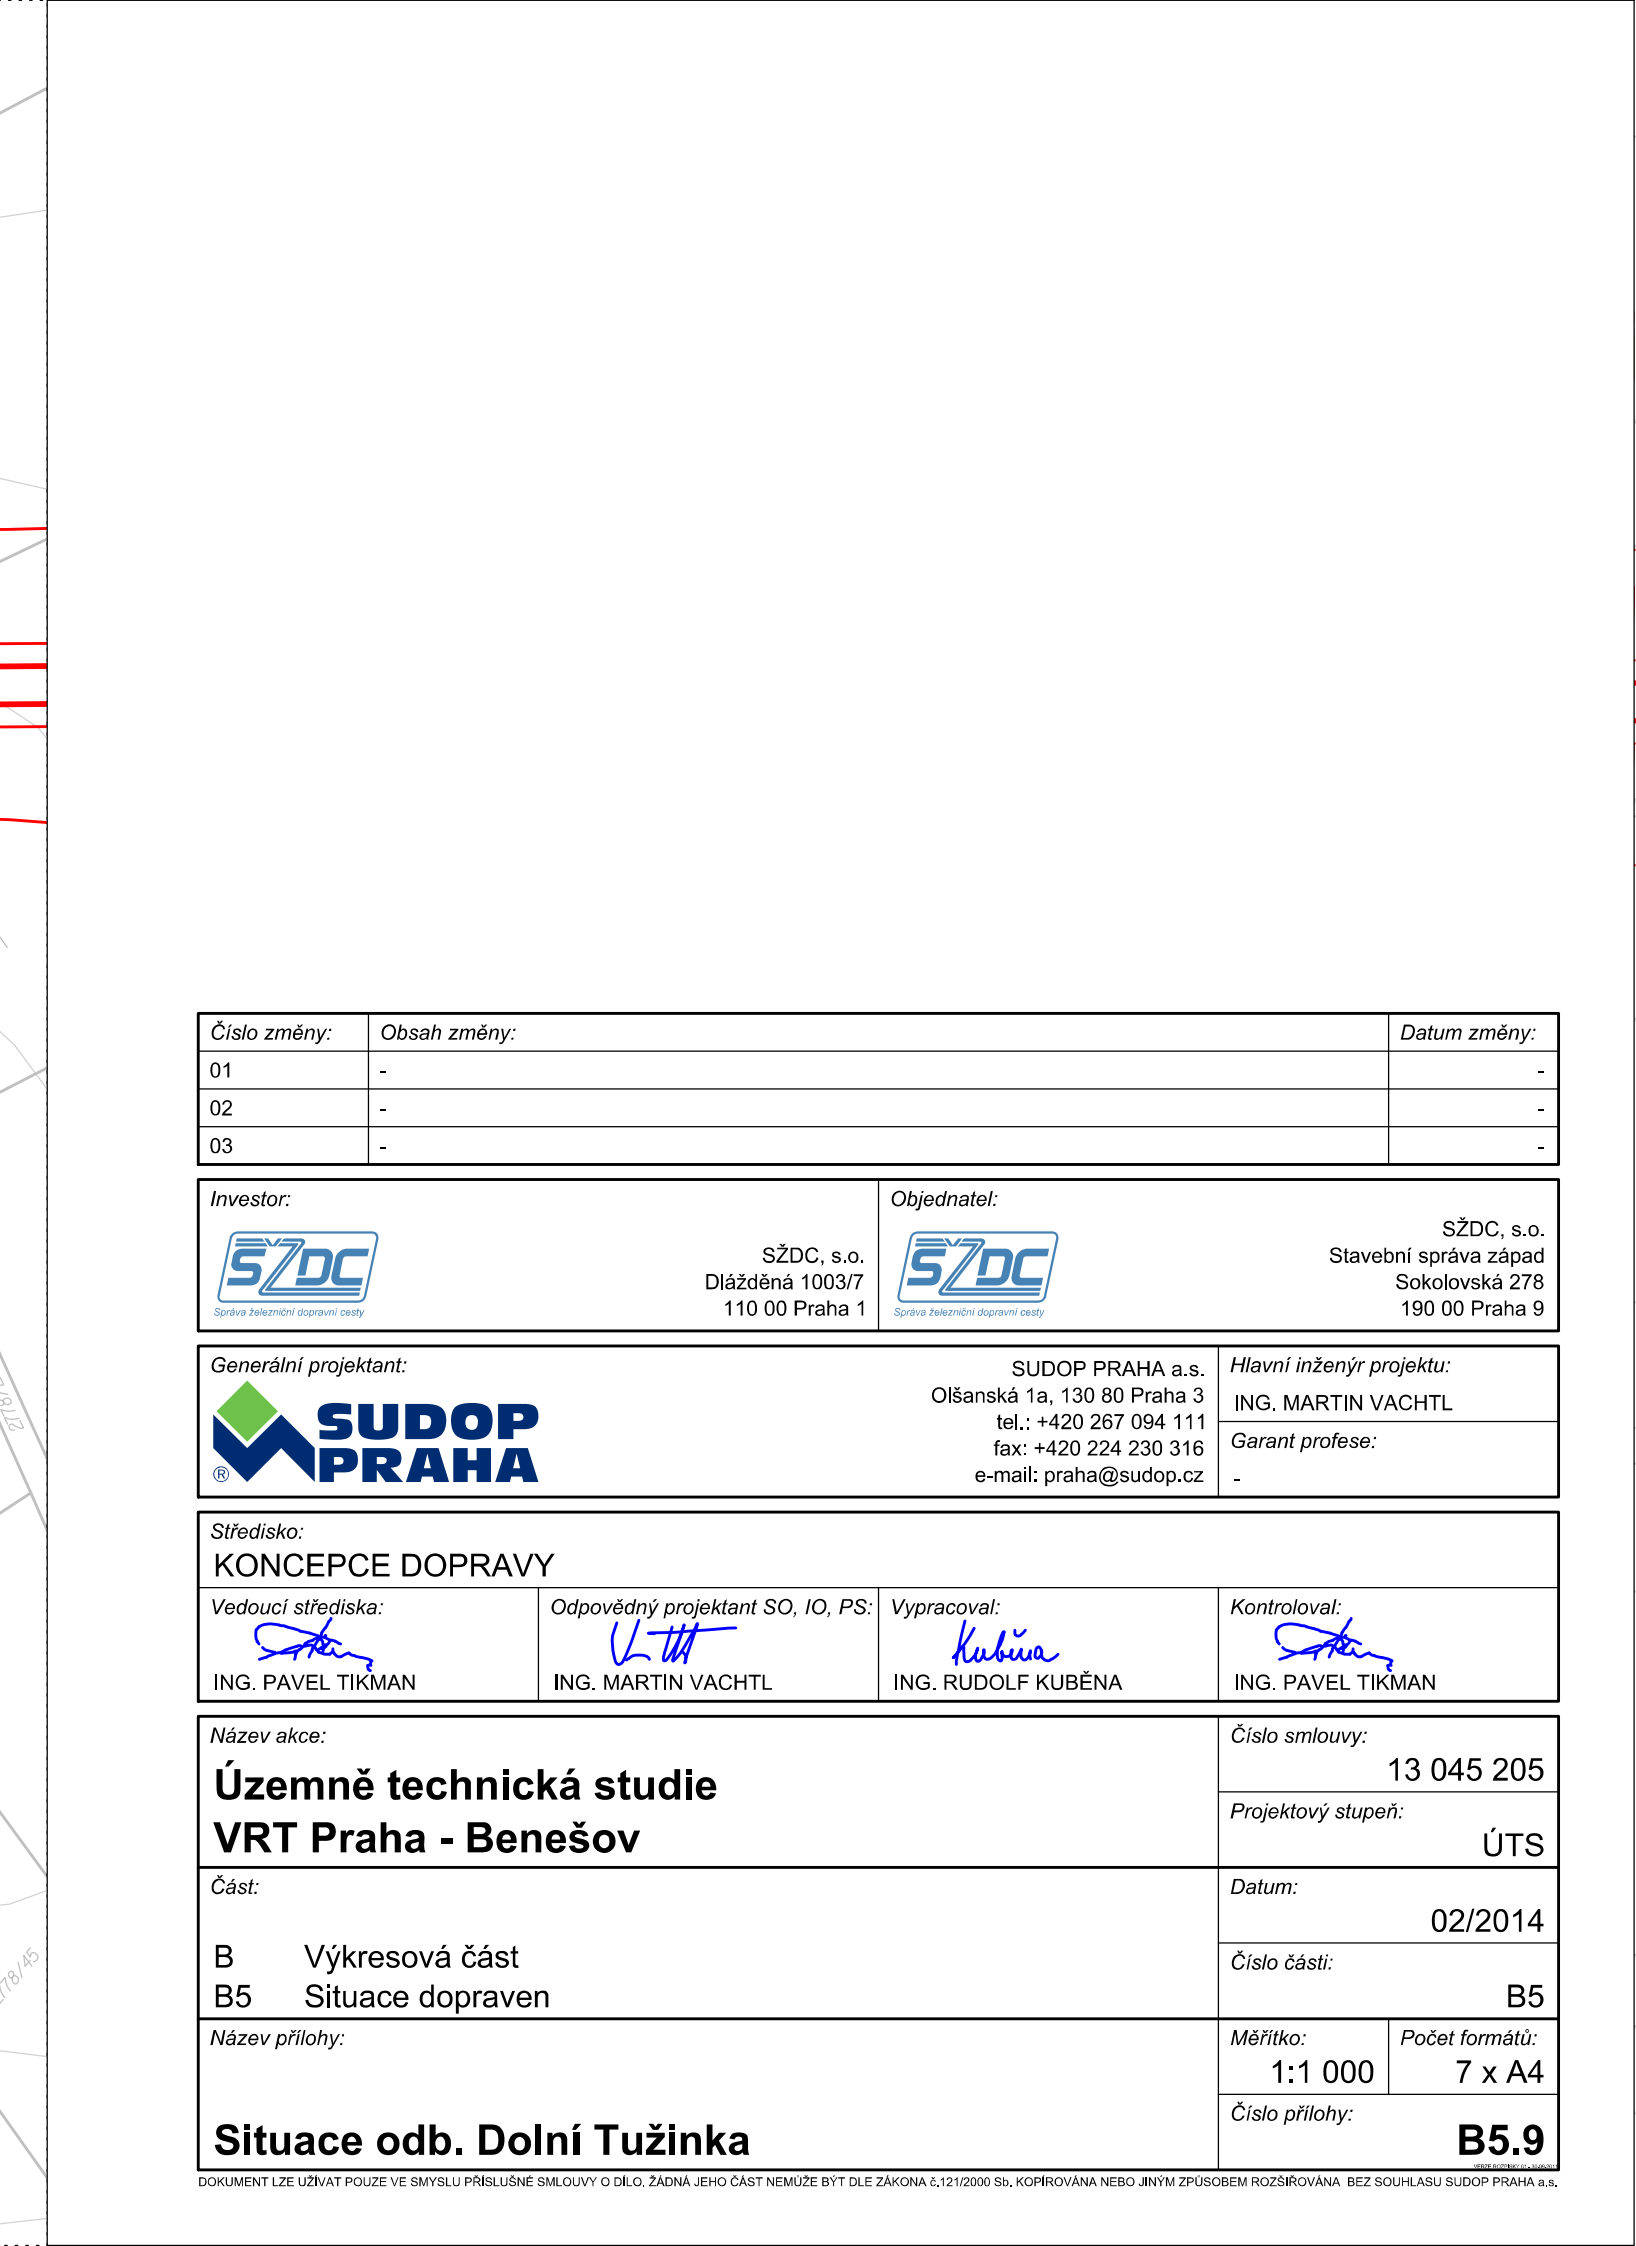 Číslo změny: Obsah změny: Datum změny:
01 - -
02 - -
03 - -
Investor:
SŽDC
Správa železniční dopravní cesty
SŽDC, s.o.
Dlážděná 1003/7
110 00 Praha 1
Objednatel:
SŽDC
Správa železniční dopravní cesty
SŽDC, s.o.
Stavební správa západ
Sokolovská 278
190 00 Praha 9
Generální projektant:
SUDOP
PRAHA
®
SUDOP PRAHA a.s.
Olšanská 1a, 130 80 Praha 3
tel.: +420 267 094 111
fax: +420 224 230 316
e-mail: praha@sudop.cz
Hlavní inženýr projektu:
ING. MARTIN VACHTL
Garant profese:
-
Středisko:
KONCEPCE DOPRAVY
Vedoucí střediska:
ING. PAVEL TIKMAN
Odpovědný projektant SO, IO, PS:
ING. MARTIN VACHTL
Vypracoval:
Kuběna
ING. RUDOLF KUBĚNA
Kontroloval:
ING. PAVEL TIKMAN
Název akce:
Územně technická studie
VRT Praha - Benešov
Číslo smlouvy:
13 045 205
Projektový stupeň:
ÚTS
Část:
B Výkresová část
B5 Situace dopraven
Datum:
02/2014
Číslo části:
B5
Název přílohy:
Situace odb. Dolní Tužinka
Měřítko:
1:1 000
Počet formátů:
7 x A4
Číslo přílohy:
B5.9
DOKUMENT LZE UŽÍVAT POUZE VE SMYSLU PŘÍSLUŠNÉ SMLOUVY O DÍLO. ŽÁDNÁ JEHO ČÁST NEMŮŽE BÝT DLE ZÁKONA č.121/2000 Sb. KOPÍROVÁNA NEBO JINÝM ZPŮSOBEM ROZŠIŘOVÁNA BEZ SOUHLASU SUDOP PRAHA a.s.